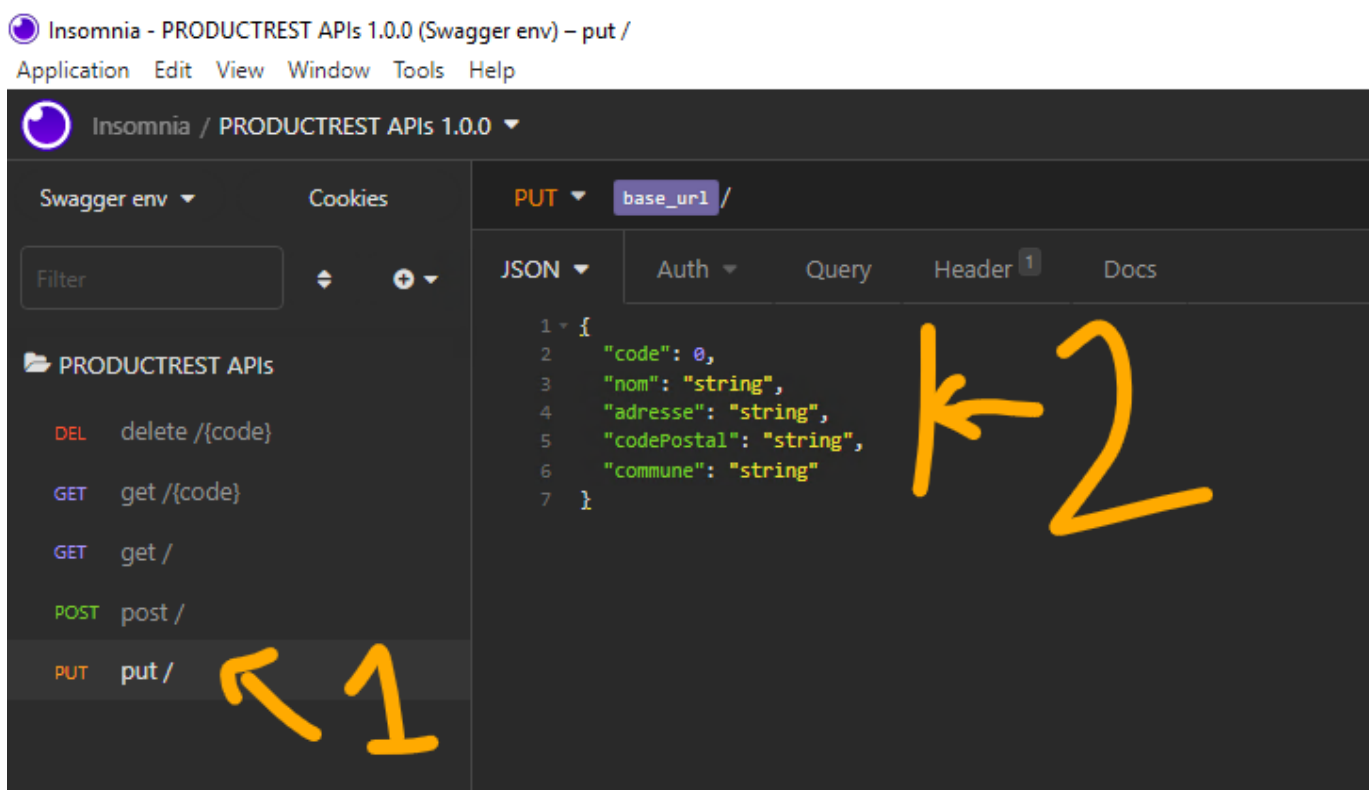 Insomnia - PRODUCTREST APIs 1.0.0 (Swagger env) – put /
Application Edit View Window Tools Help
Insomnia / PRODUCTREST APIs 1.0.0
Swagger env Cookies
PUT base_url /
Filter
JSON Auth Query Header 1 Docs
PRODUCTREST APIs
DEL delete /{code}
GET get /{code}
GET get /
POST post /
PUT put /
1 {
2 "code": 0,
3 "nom": "string",
4 "adresse": "string",
5 "codePostal": "string",
6 "commune": "string"
7 }
1
2